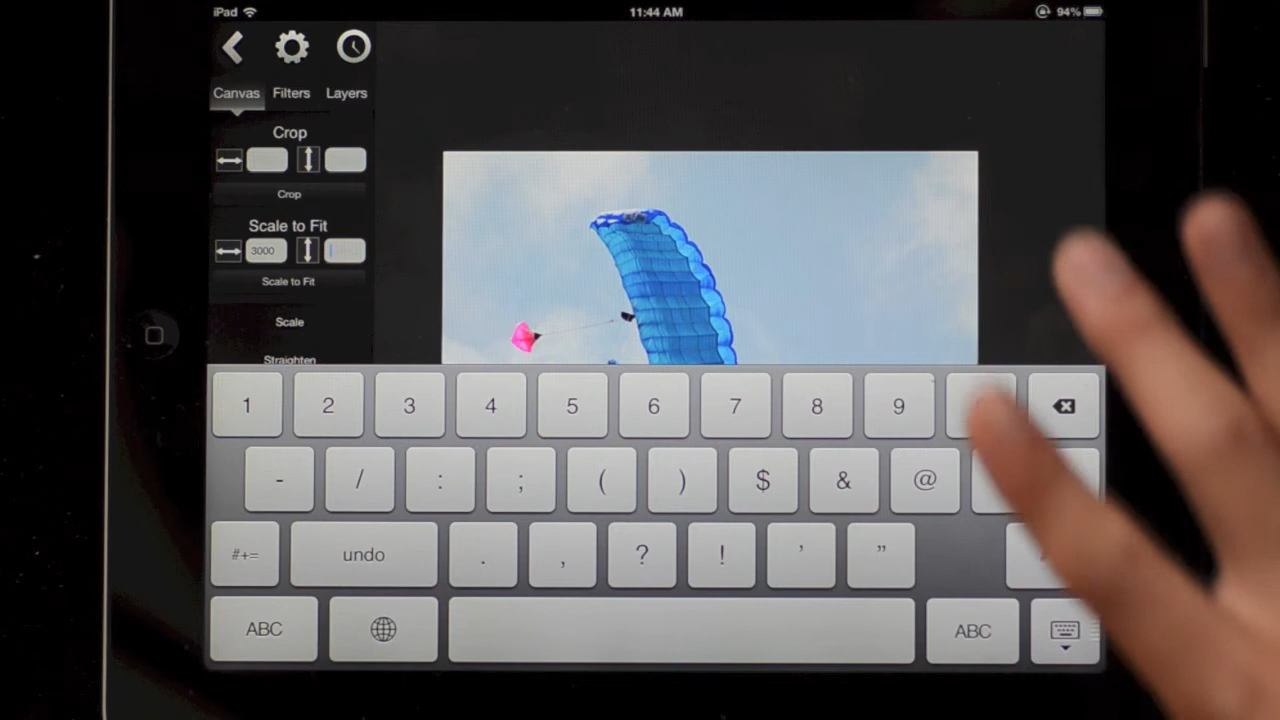 iPad 11:44 AM 94%
Canvas Filters Layers
Crop
Crop
Scale to Fit
3000
Scale to Fit
Scale
Straighten
1 2 3 4 5 6 7 8 9
- / : ; ( ) $ & @
#+= undo . , ? ! ' "
ABC ABC